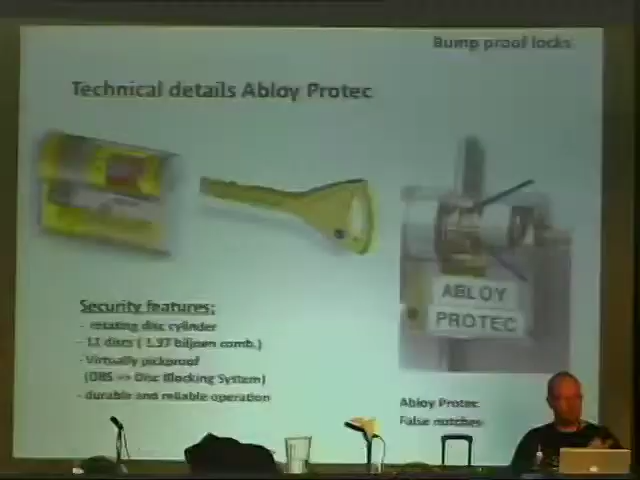 Bump proof locks
Technical details Abloy Protec
Security features:
- rotating disc cylinder
- 11 discs ( 1.97 biljoen comb.)
- Virtually pickproof
(DBS => Disc Blocking System)
- durable and reliable operation
ABLOY
PROTEC
Abloy Protec
False notches